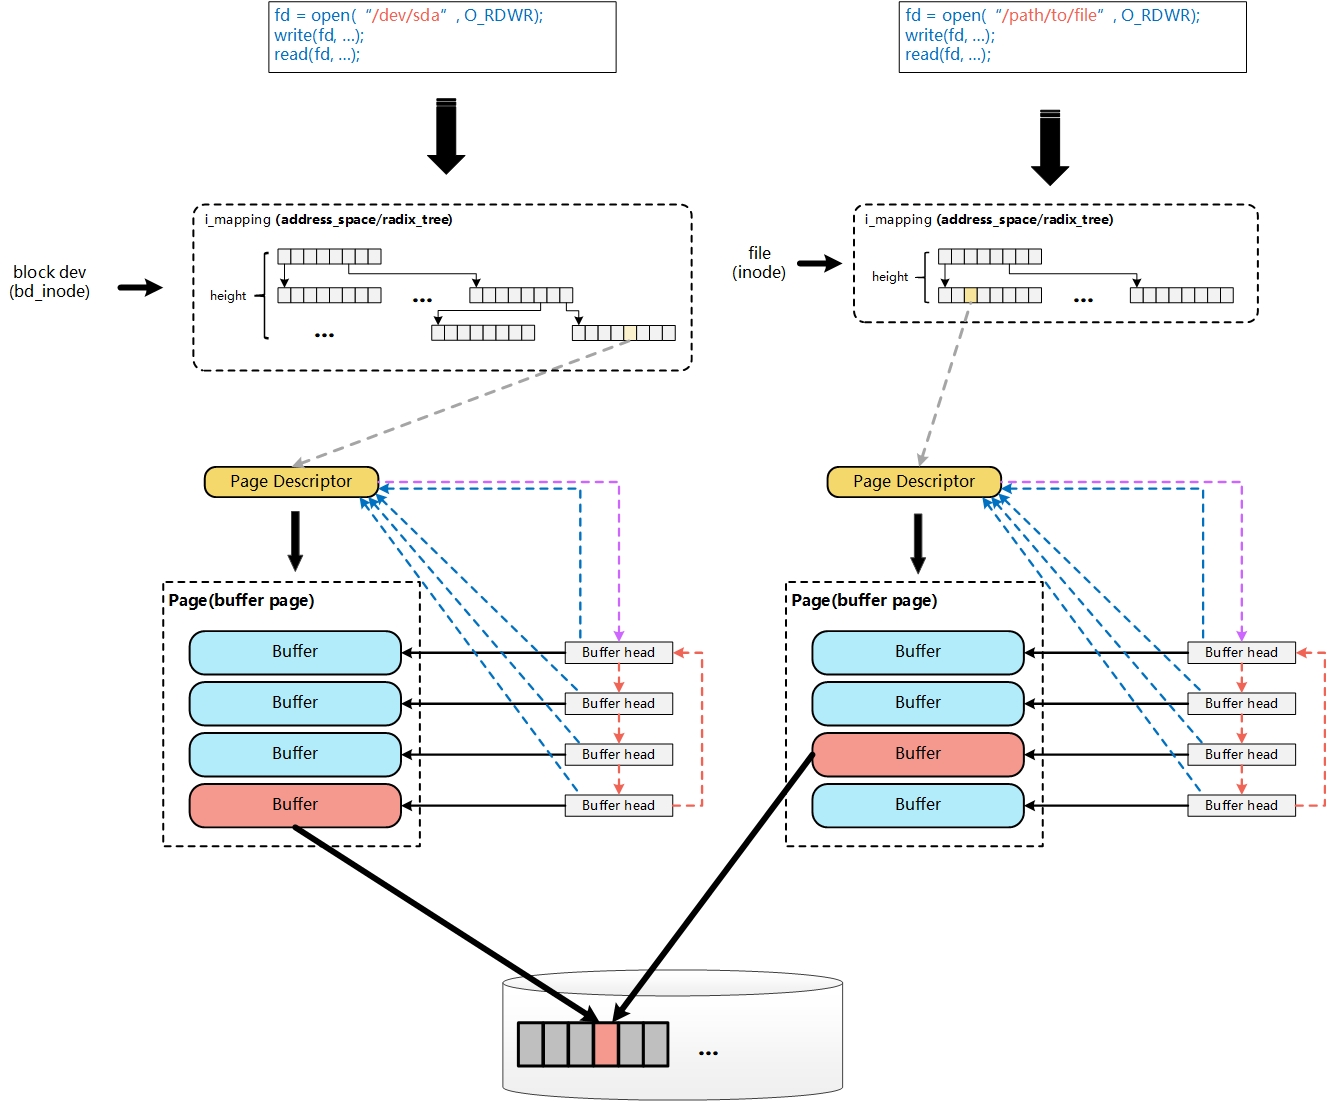 fd = open( “/dev/sda” , O_RDWR);
write(fd, ...);
read(fd, ...);
fd = open( “/path/to/file” , O_RDWR);
write(fd, ...);
read(fd, ...);
block dev
(bd_inode)
i_mapping (address_space/radix_tree)
height
...
...
file
(inode)
i_mapping (address_space/radix_tree)
height
...
Page Descriptor
Page(buffer page)
Buffer
Buffer head
Buffer
Buffer head
Buffer
Buffer head
Buffer
Buffer head
Page Descriptor
Page(buffer page)
Buffer
Buffer head
Buffer
Buffer head
Buffer
Buffer head
Buffer
Buffer head
...